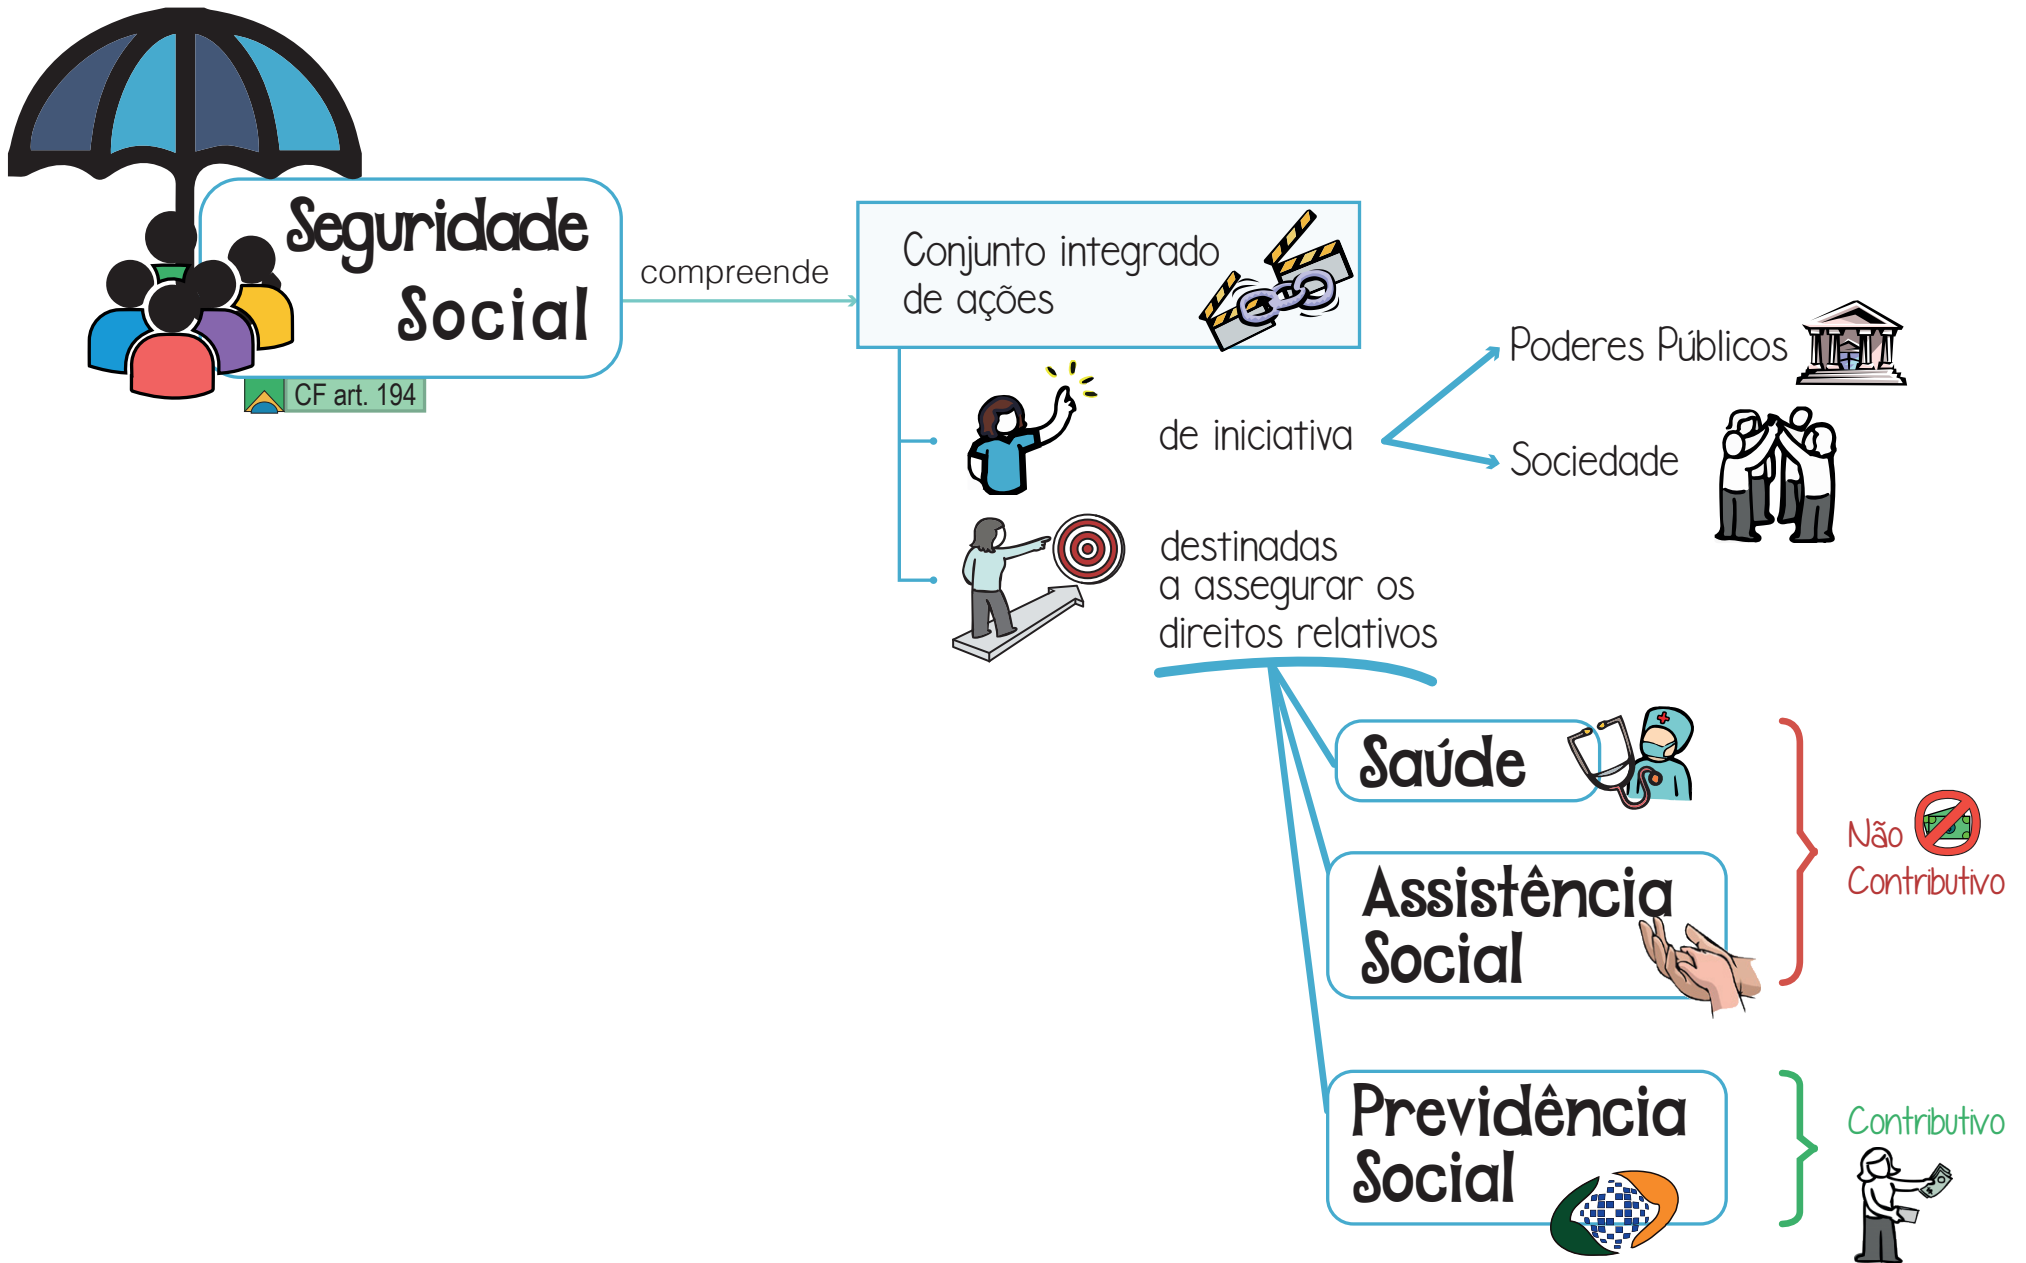 Seguridade
Social
CF art. 194
compreende
Conjunto integrado
de ações
de iniciativa
Poderes Públicos
Sociedade
destinadas
a assegurar os
direitos relativos
Saúde
Assistência
Social
Não
Contributivo
Previdência
Social
Contributivo